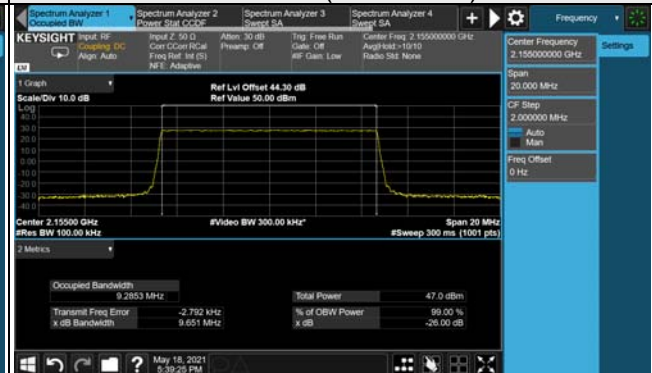 Spectrum Analyzer 1
Occupied BW
Spectrum Analyzer 2
Power Stat CCDF
Spectrum Analyzer 3
Swept SA
Spectrum Analyzer 4
Swept SA
Frequency
KEYSIGHT
Input: RF
Coupling: DC
Align: Auto
Input Z: 50 Ω
Corr CCorr RCal
Freq Ref: Int (S)
NFE: Adaptive
Atten: 30 dB
Preamp: Off
Trig: Free Run
Gate: Off
#IF Gain: Low
Center Freq: 2.155000000 GHz
Avg|Hold:>10/10
Radio Std: None
Center Frequency
2.155000000 GHz
Settings
Span
20.000 MHz
CF Step
2.000000 MHz
Auto
Man
Freq Offset
0 Hz
LXI
1 Graph
Scale/Div 10.0 dB
Ref Lvl Offset 44.30 dB
Ref Value 50.00 dBm
Log
40.0
30.0
20.0
10.0
0.00
-10.0
-20.0
-30.0
-40.0
Center 2.15500 GHz
#Res BW 100.00 kHz
#Video BW 300.00 kHz*
Span 20 MHz
#Sweep 300 ms (1001 pts)
2 Metrics
Occupied Bandwidth
9.2853 MHz
Total Power
47.0 dBm
Transmit Freq Error
-2.792 kHz
% of OBW Power
99.00 %
x dB Bandwidth
9.651 MHz
x dB
-26.00 dB
May 18, 2021
5:39:25 PM